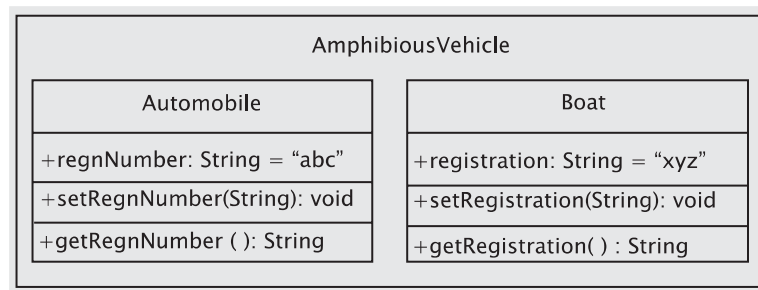 AmphibiousVehicle
Automobile
+regnNumber: String = “abc”
+setRegnNumber(String): void
+getRegnNumber ( ): String
Boat
+registration: String = “xyz”
+setRegistration(String): void
+getRegistration( ) : String